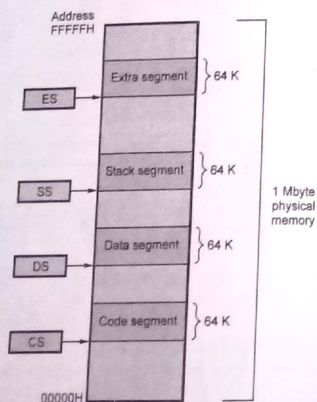 Address
FFFFFH
Extra segment
64 K
ES
Stack segment
64 K
SS
1 Mbyte
physical
memory
Data segment
64 K
DS
Code segment
64 K
CS
00000H